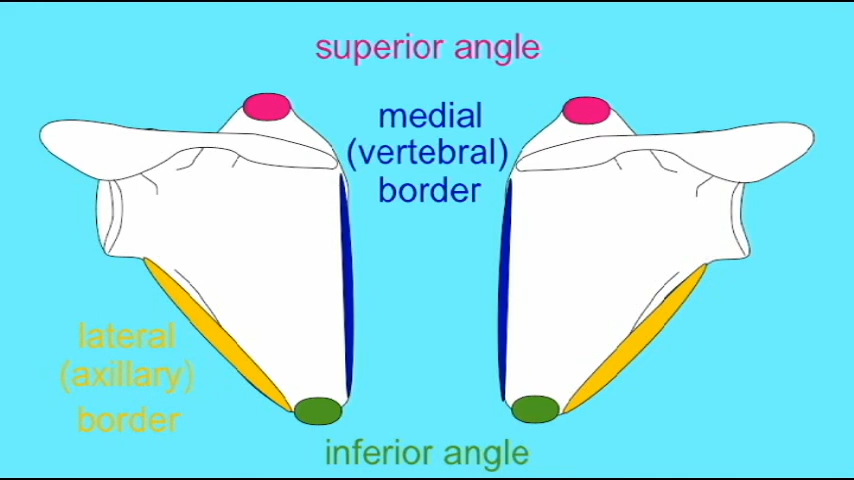 superior angle
medial
(vertebral)
border
lateral
(axillary)
border
inferior angle